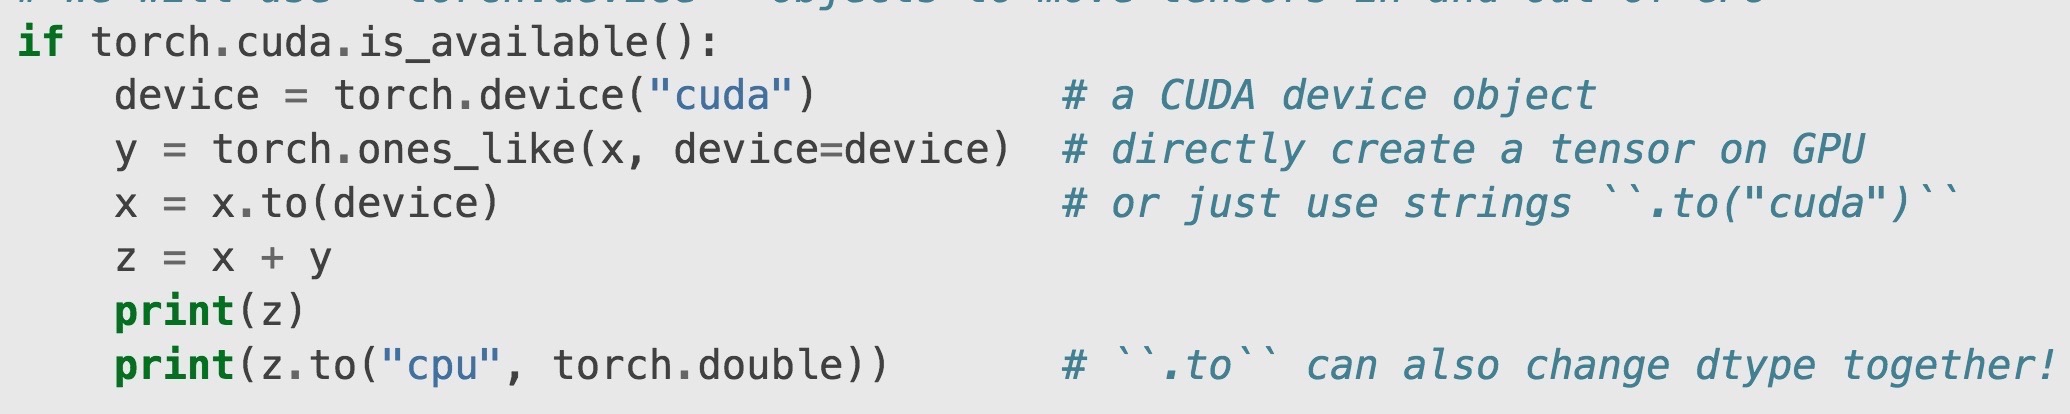 if torch.cuda.is_available():
    device = torch.device("cuda")          # a CUDA device object
    y = torch.ones_like(x, device=device)  # directly create a tensor on GPU
    x = x.to(device)                       # or just use strings ``.to("cuda")``
    z = x + y
    print(z)
    print(z.to("cpu", torch.double))       # ``.to`` can also change dtype together!